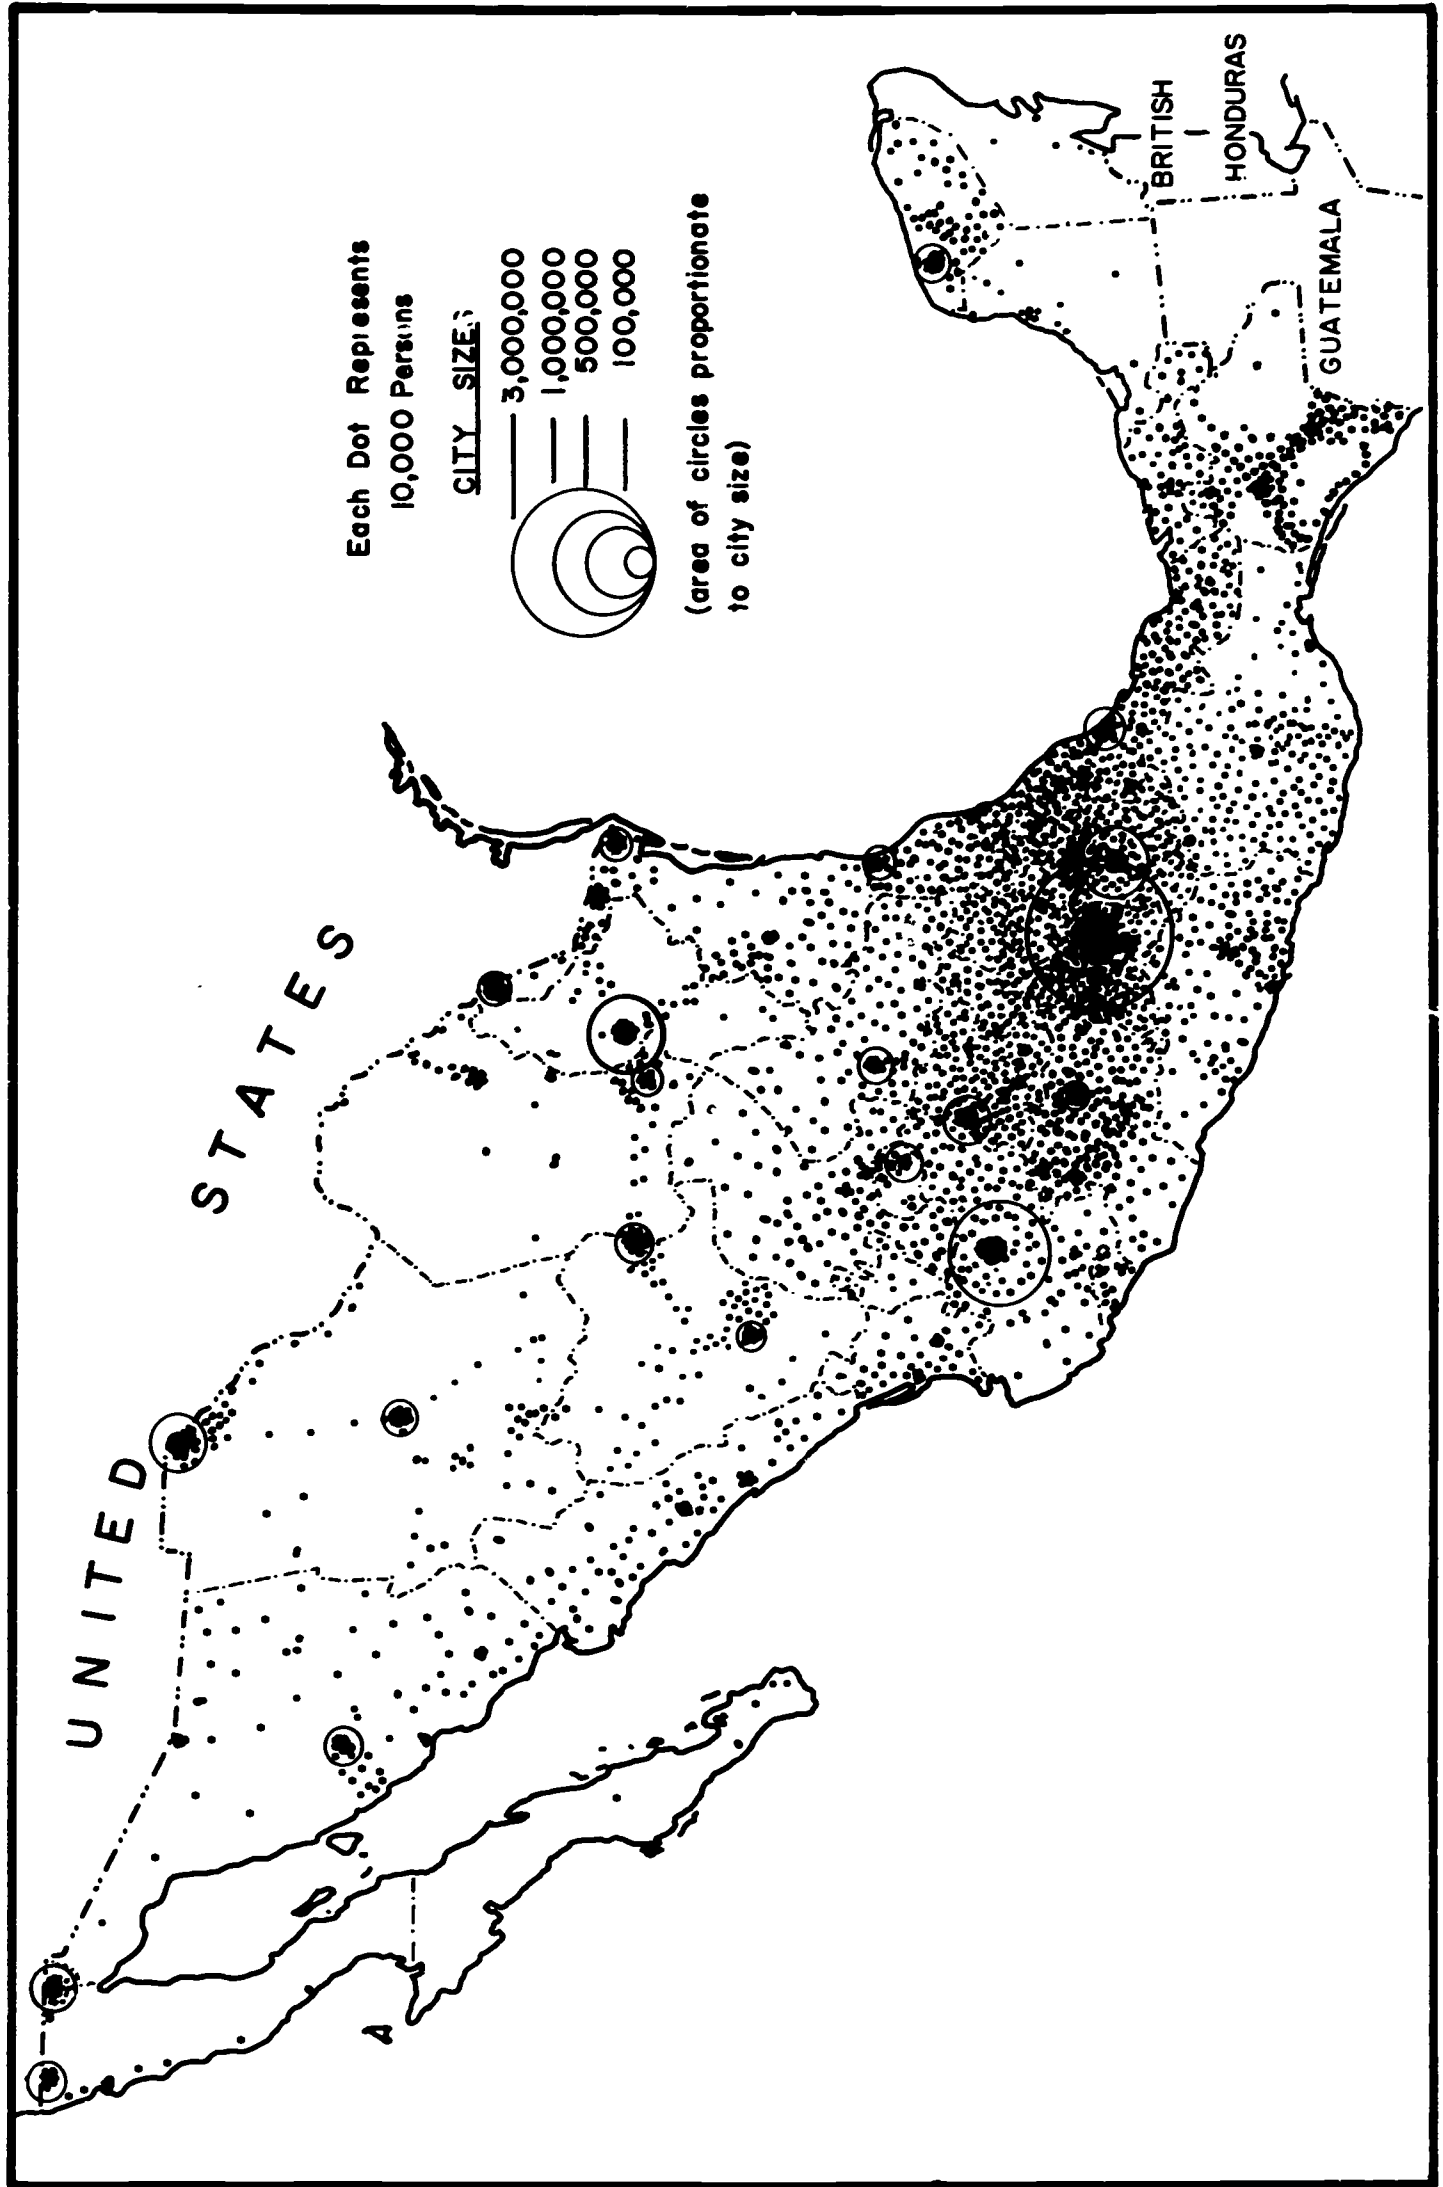 UNITED STATES
Each Dot Represents
10,000 Persons
CITY SIZES
3,000,000
1,000,000
500,000
100,000
(area of circles proportionate
to city size)
BRITISH
HONDURAS
GUATEMALA